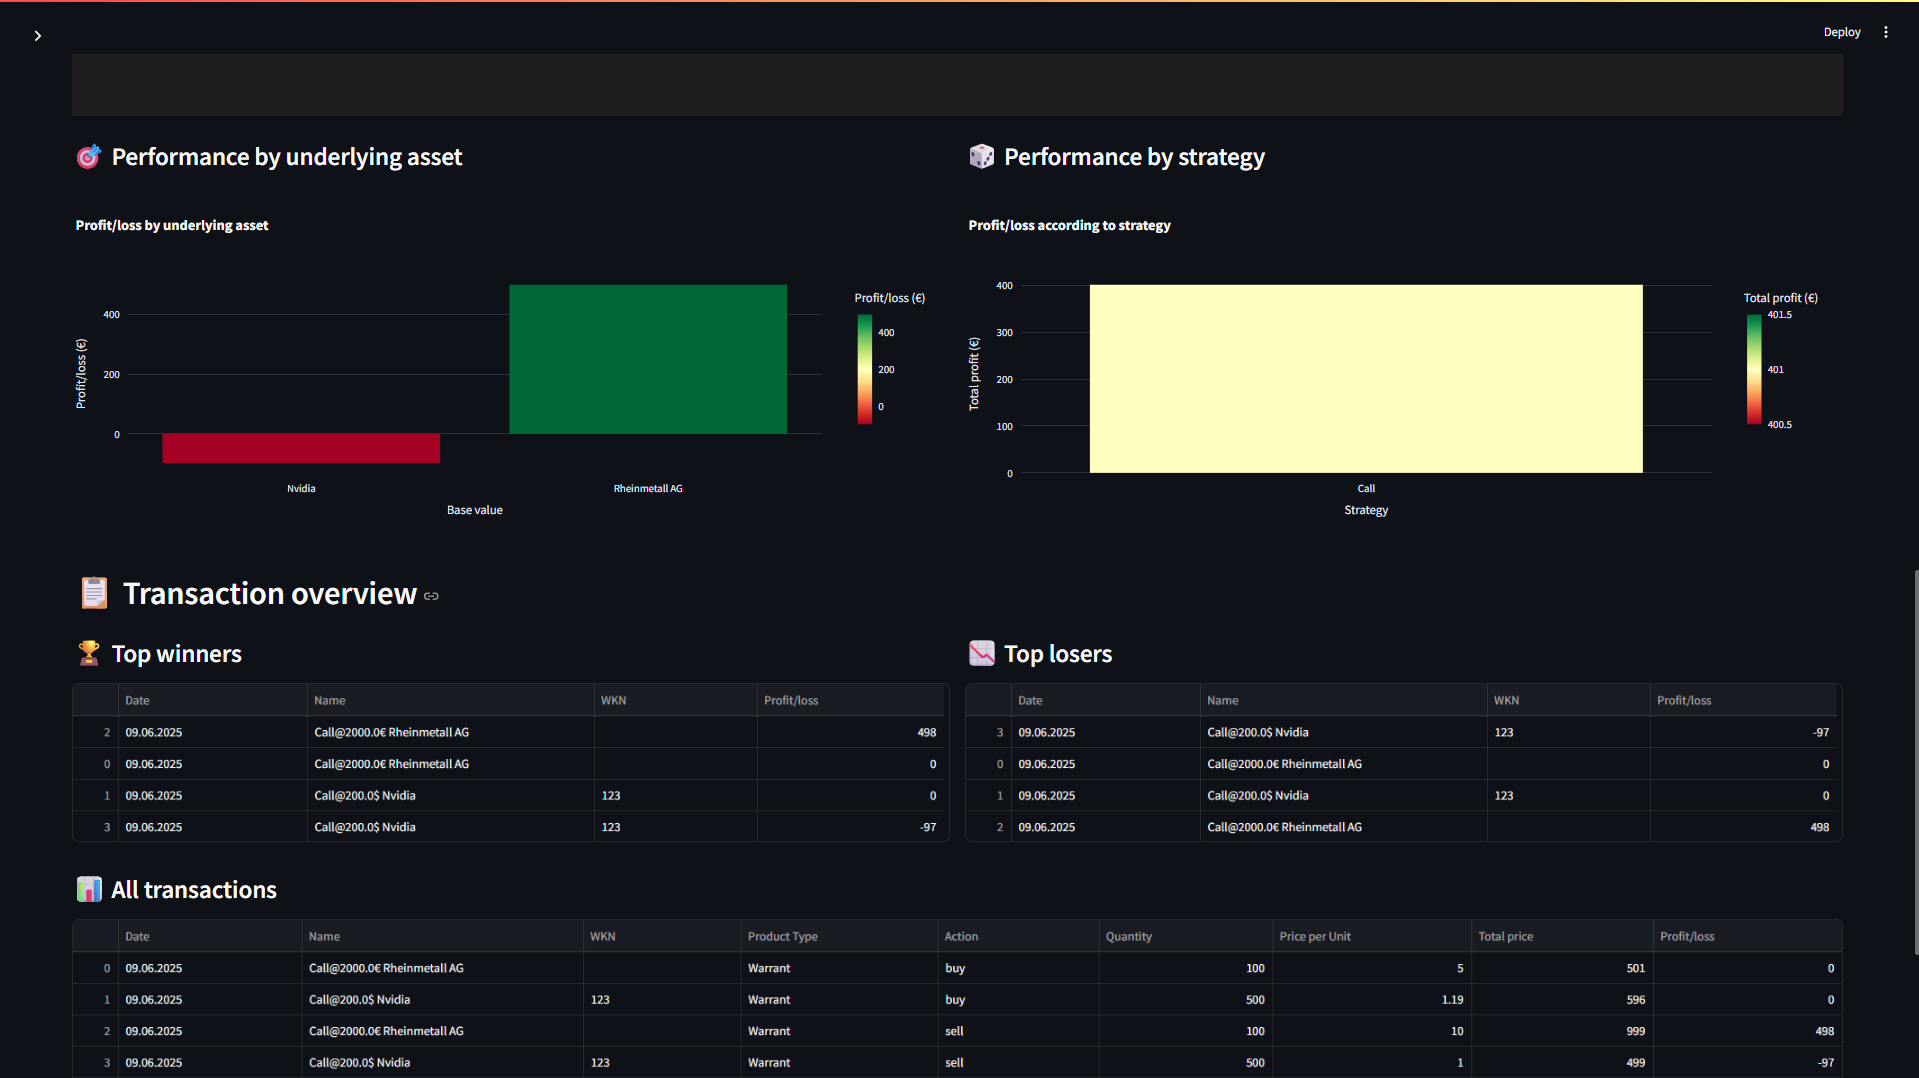 Deploy
Performance by underlying asset
Performance by strategy
Profit/loss by underlying asset
Profit/loss according to strategy
Profit/loss (€)
400
200
0
Profit/loss (€)
400
200
0
Nvidia
Rheinmetall AG
Base value
Total profit (€)
400
300
200
100
0
Call
Strategy
Total profit (€)
401.5
401
400.5
Transaction overview
Top winners
Date Name WKN Profit/loss
2 09.06.2025 Call@2000.0€ Rheinmetall AG 498
0 09.06.2025 Call@2000.0€ Rheinmetall AG 0
1 09.06.2025 Call@200.0$ Nvidia 123 0
3 09.06.2025 Call@200.0$ Nvidia 123 -97
Top losers
Date Name WKN Profit/loss
3 09.06.2025 Call@200.0$ Nvidia 123 -97
0 09.06.2025 Call@2000.0€ Rheinmetall AG 0
1 09.06.2025 Call@200.0$ Nvidia 123 0
2 09.06.2025 Call@2000.0€ Rheinmetall AG 498
All transactions
Date Name WKN Product Type Action Quantity Price per Unit Total price Profit/loss
0 09.06.2025 Call@2000.0€ Rheinmetall AG Warrant buy 100 5 501 0
1 09.06.2025 Call@200.0$ Nvidia 123 Warrant buy 500 1.19 596 0
2 09.06.2025 Call@2000.0€ Rheinmetall AG Warrant sell 100 10 999 498
3 09.06.2025 Call@200.0$ Nvidia 123 Warrant sell 500 1 499 -97